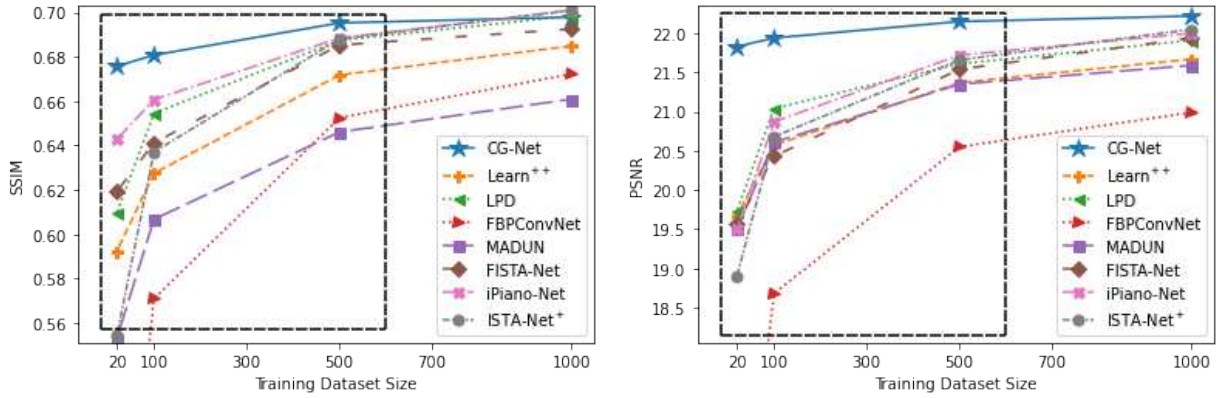 0.70
0.68
0.66
0.64
0.62
0.60
0.58
0.56
SSIM
20 100 300 500 700 1000
Training Dataset Size
CG-Net
Learn++
LPD
FBPConvNet
MADUN
FISTA-Net
iPiano-Net
ISTA-Net+
22.0
21.5
21.0
20.5
20.0
19.5
19.0
18.5
PSNR
20 100 300 500 700 1000
Training Dataset Size
CG-Net
Learn++
LPD
FBPConvNet
MADUN
FISTA-Net
iPiano-Net
ISTA-Net+